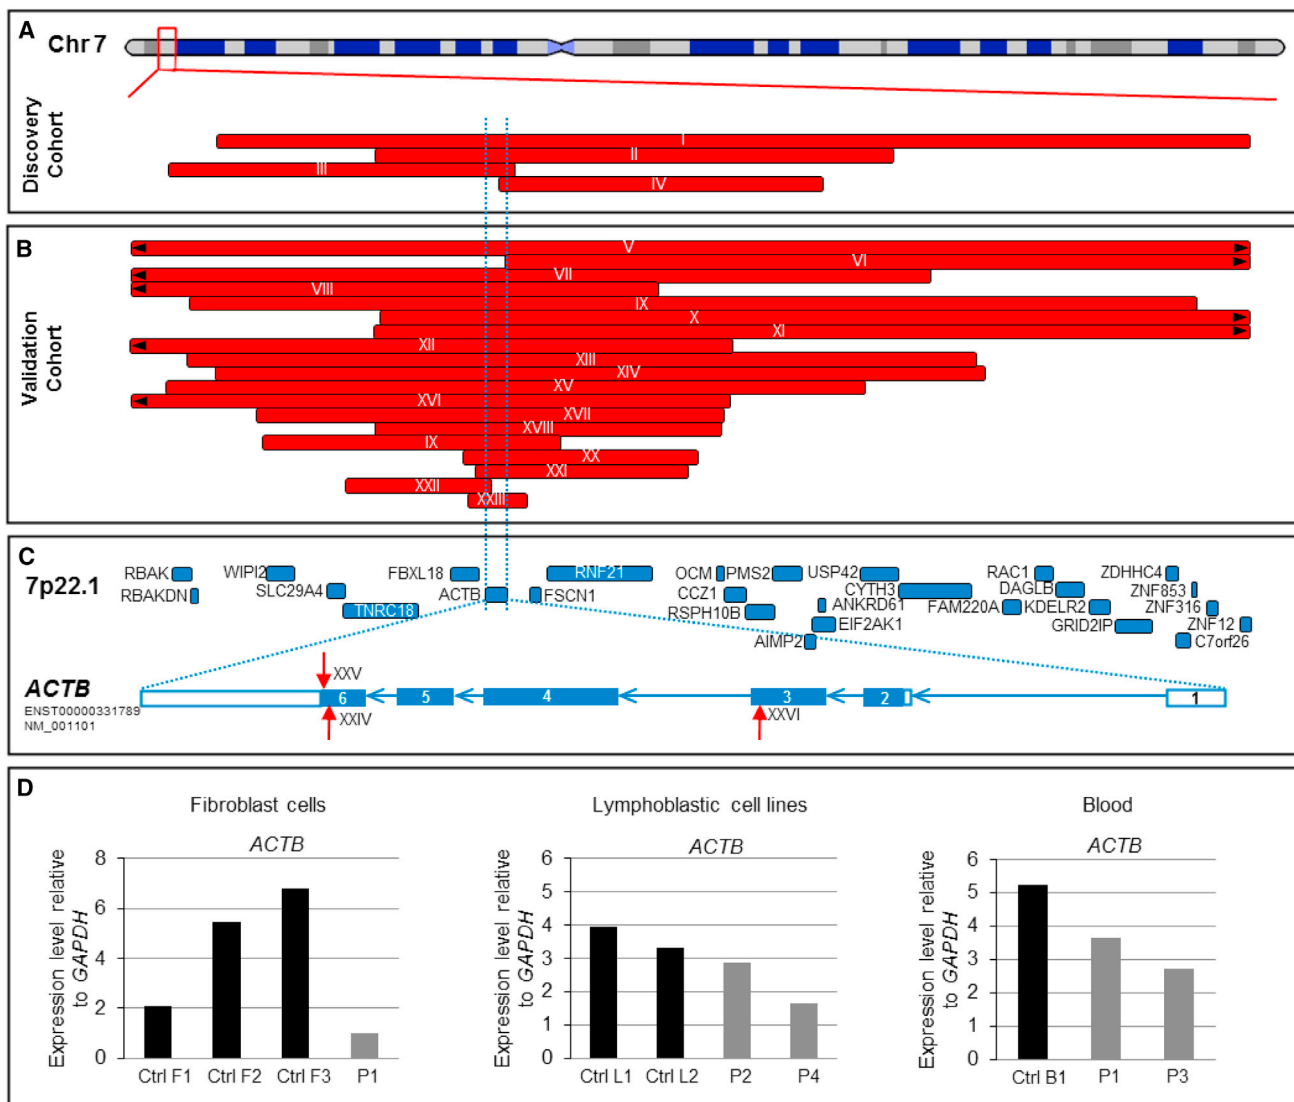 A
Chr 7
Discovery
Cohort
I
II
III
IV
B
Validation
Cohort
V
VI
VII
VIII
IX
X
XI
XII
XIII
XIV
XV
XVI
XVII
XVIII
IX
XX
XXI
XXII
XXIII
C
7p22.1
RBAK
RBAKDN
WIPI2
SLC29A4
TNRC18
FBXL18
ACTB
FSCN1
RNF21
OCM
PMS2
CCZ1
RSPH10B
AIMP2
USP42
CYTH3
ANKRD61
EIF2AK1
FAM220A
RAC1
DAGLB
KDELR2
GRID2IP
ZDHHC4
ZNF853
ZNF316
ZNF12
C7orf26
ACTB
ENST00000331789
NM_001101
XXV
XXIV
XXVI
6
5
4
3
2
1
D
Fibroblast cells
ACTB
Expression level relative
to GAPDH
8
6
4
2
0
Ctrl F1
Ctrl F2
Ctrl F3
P1
Lymphoblastic cell lines
ACTB
Expression level relative
to GAPDH
6
5
4
3
2
1
0
Ctrl L1
Ctrl L2
P2
P4
Blood
ACTB
Expression level relative
to GAPDH
6
5
4
3
2
1
0
Ctrl B1
P1
P3